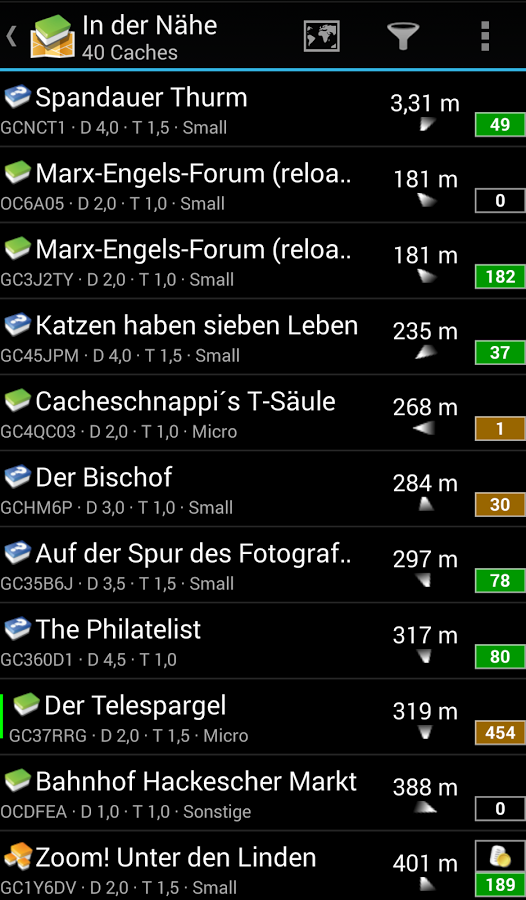 In der Nähe
40 Caches
Spandauer Thurm
3,31 m
GCNCT1 · D 4,0 · T 1,5 · Small
49
Marx-Engels-Forum (reloa..
181 m
OC6A05 · D 2,0 · T 1,0 · Small
0
Marx-Engels-Forum (reloa..
181 m
GC3J2TY · D 2,0 · T 1,0 · Small
182
Katzen haben sieben Leben
235 m
GC45JPM · D 4,0 · T 1,5 · Small
37
Cacheschnappi´s T-Säule
268 m
GC4QC03 · D 2,0 · T 1,0 · Micro
1
Der Bischof
284 m
GCHM6P · D 3,0 · T 1,0 · Small
30
Auf der Spur des Fotograf..
297 m
GC35B6J · D 3,5 · T 1,5 · Small
78
The Philatelist
317 m
GC360D1 · D 4,5 · T 1,0
80
Der Telespargel
319 m
GC37RRG · D 2,0 · T 1,5 · Micro
454
Bahnhof Hackescher Markt
388 m
OCDFEA · D 1,0 · T 1,0 · Sonstige
0
Zoom! Unter den Linden
401 m
GC1Y6DV · D 2,0 · T 1,5 · Small
189